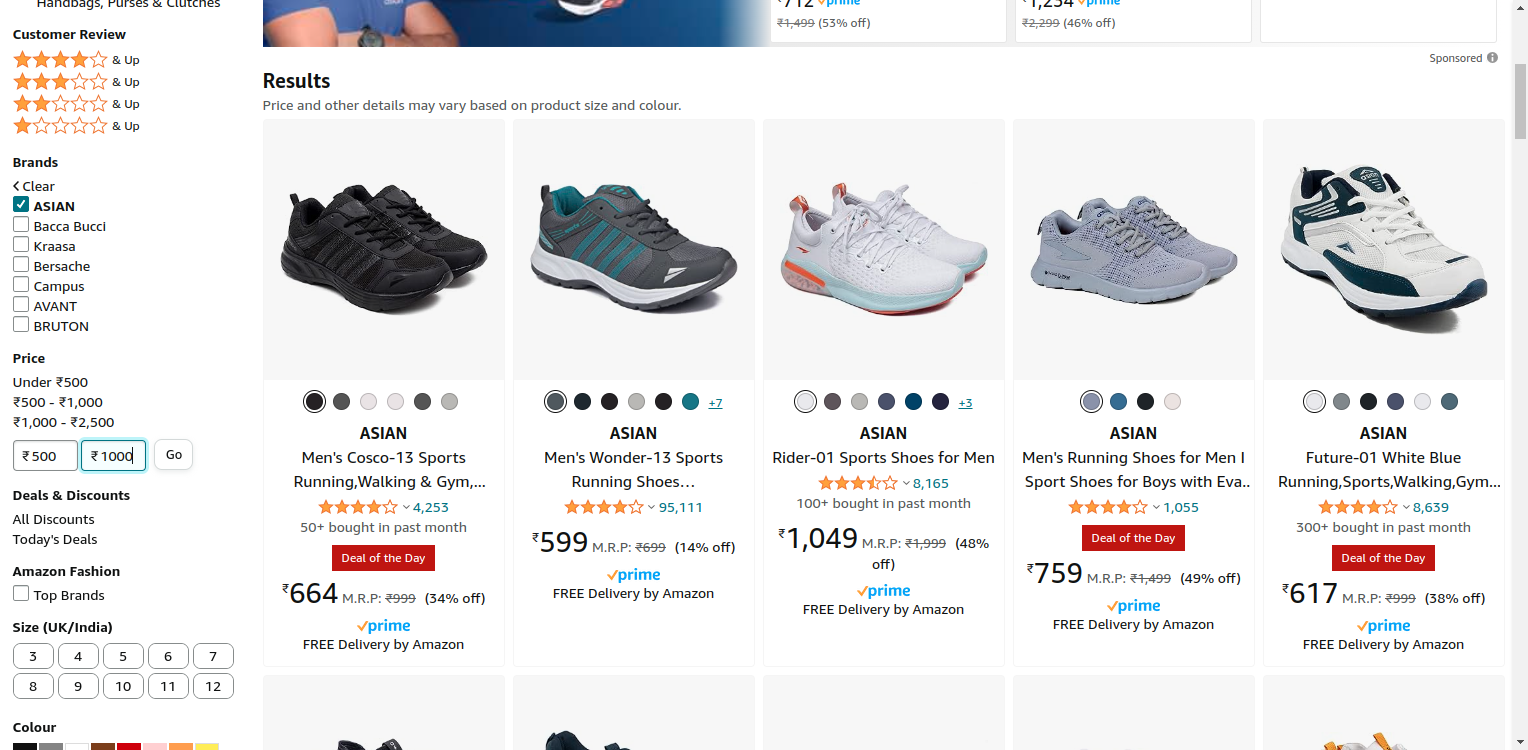 Handbags, Purses & Clutches
Customer Review
& Up
& Up
& Up
& Up
Brands
Clear
ASIAN
Bacca Bucci
Kraasa
Bersache
Campus
AVANT
BRUTON
Price
Under ₹500
₹500 - ₹1,000
₹1,000 - ₹2,500
₹500 ₹1000 Go
Deals & Discounts
All Discounts
Today's Deals
Amazon Fashion
Top Brands
Size (UK/India)
3 4 5 6 7
8 9 10 11 12
Colour
₹712 prime
₹1,499 (53% off)
₹1,234 prime
₹2,299 (46% off)
Sponsored
Results
Price and other details may vary based on product size and colour.
ASIAN
Men's Cosco-13 Sports
Running,Walking & Gym,...
4,253
50+ bought in past month
Deal of the Day
₹664 M.R.P: ₹999 (34% off)
prime
FREE Delivery by Amazon
+7
ASIAN
Men's Wonder-13 Sports
Running Shoes...
95,111
₹599 M.R.P: ₹699 (14% off)
prime
FREE Delivery by Amazon
+3
ASIAN
Rider-01 Sports Shoes for Men
8,165
100+ bought in past month
₹1,049 M.R.P: ₹1,999 (48%
off)
prime
FREE Delivery by Amazon
ASIAN
Men's Running Shoes for Men I
Sport Shoes for Boys with Eva..
1,055
Deal of the Day
₹759 M.R.P: ₹1,499 (49% off)
prime
FREE Delivery by Amazon
ASIAN
Future-01 White Blue
Running,Sports,Walking,Gym...
8,639
300+ bought in past month
Deal of the Day
₹617 M.R.P: ₹999 (38% off)
prime
FREE Delivery by Amazon